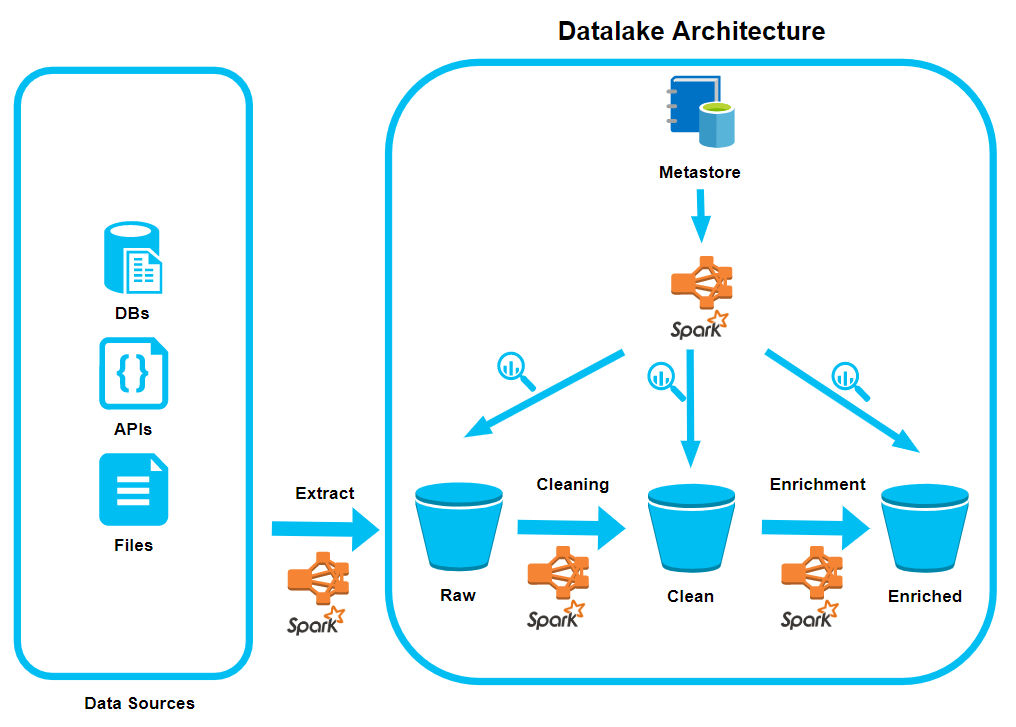 Datalake Architecture
Metastore
Spark
DBs
APIs
Files
Data Sources
Extract
Spark
Cleaning
Spark
Enrichment
Spark
Raw
Clean
Enriched